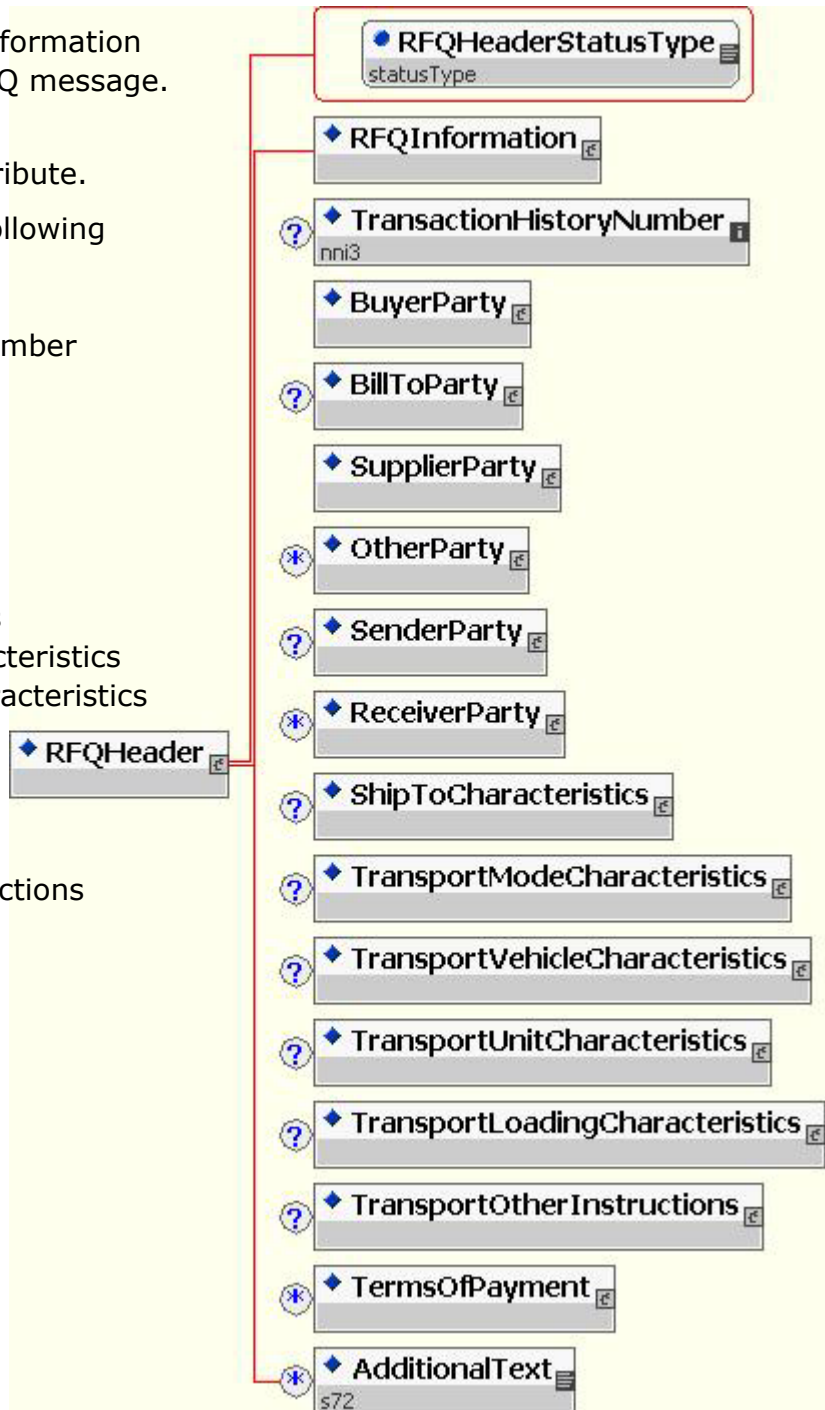 formation
Q message.
ribute.
llowing
mber
s
cteristics
acteristics
ctions
RFQHeader
RFQHeaderStatusType
statusType
RFQInformation
? TransactionHistoryNumber
nni3
BuyerParty
? BillToParty
SupplierParty
* OtherParty
? SenderParty
* ReceiverParty
? ShipToCharacteristics
? TransportModeCharacteristics
? TransportVehicleCharacteristics
? TransportUnitCharacteristics
? TransportLoadingCharacteristics
? TransportOtherInstructions
* TermsOfPayment
* AdditionalText
s72